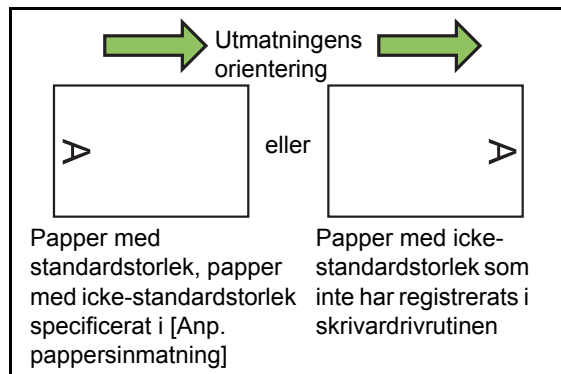 Utmatningens
orientering
A
eller
A
Papper med
standardstorlek, papper
med icke-standardstorlek
specificerat i [Anp.
pappersinmatning]
Papper med icke-
standardstorlek som
inte har registrerats i
skrivardrivrutinen